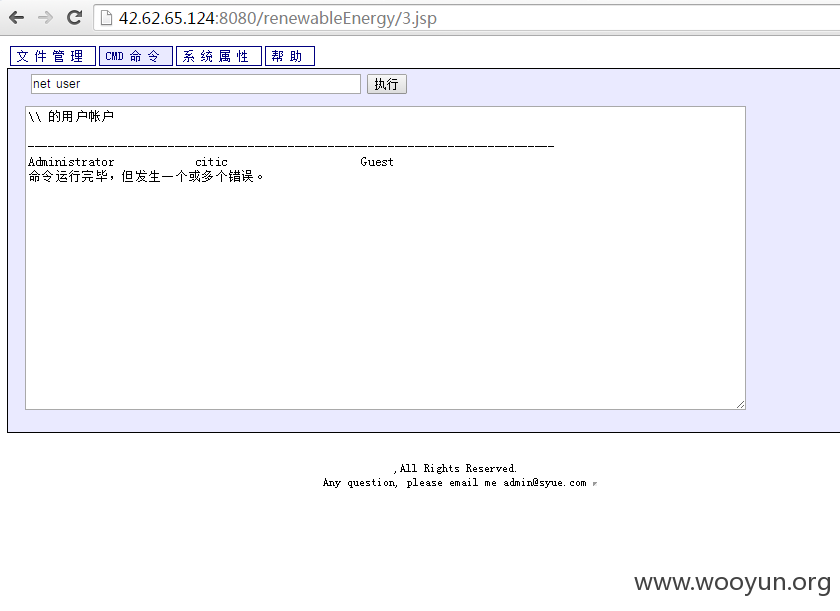 42.62.65.124:8080/renewableEnergy/3.jsp
文件管理 CMD命令 系统属性 帮助
net user 执行
\\ 的用户帐户
-------------------------------------------------------------------------------
Administrator citic Guest
命令运行完毕，但发生一个或多个错误。
,All Rights Reserved.
Any question, please email me admin@syue.com
www.wooyun.org